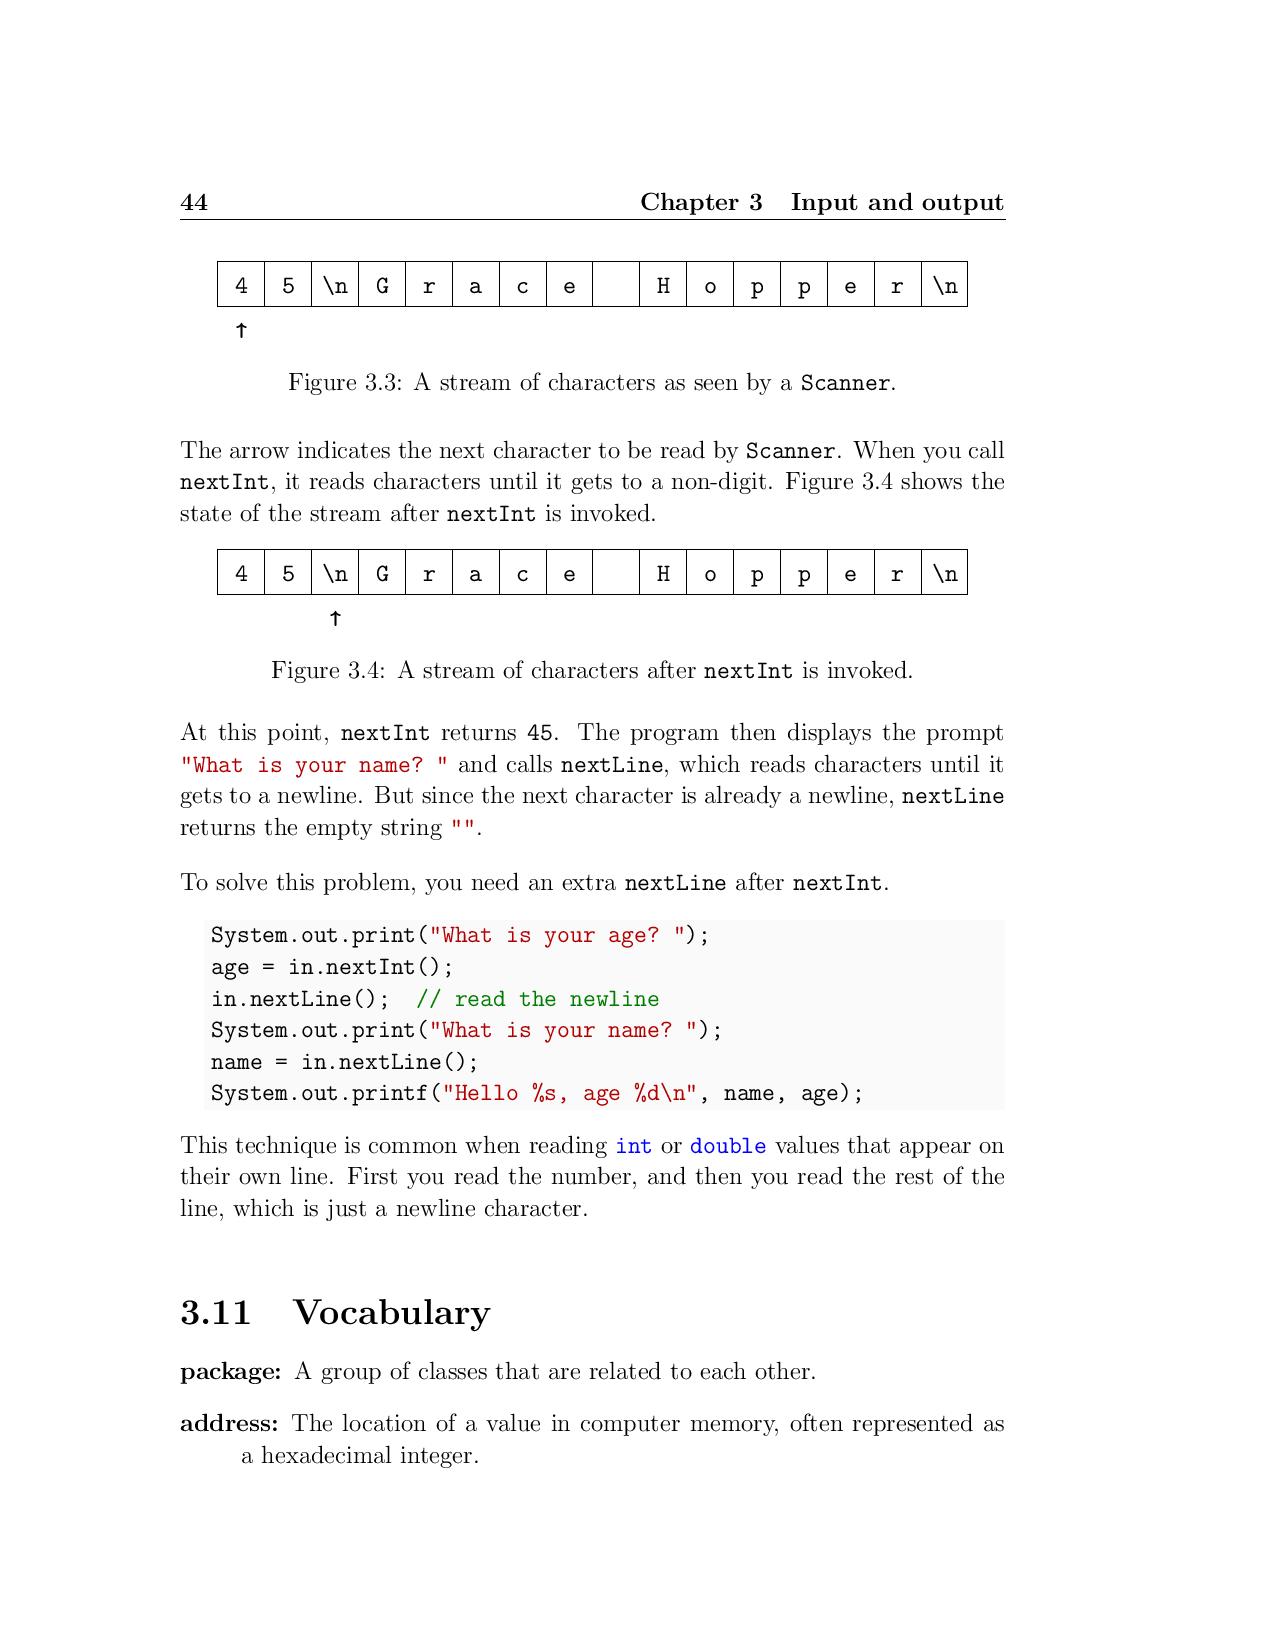 44 Chapter 3 Input and output
4 5 \n G r a c e H o p p e r \n
↑
Figure 3.3: A stream of characters as seen by a Scanner.
The arrow indicates the next character to be read by Scanner. When you call
nextInt, it reads characters until it gets to a non-digit. Figure 3.4 shows the
state of the stream after nextInt is invoked.
4 5 \n G r a c e H o p p e r \n
↑
Figure 3.4: A stream of characters after nextInt is invoked.
At this point, nextInt returns 45. The program then displays the prompt
"What is your name? " and calls nextLine, which reads characters until it
gets to a newline. But since the next character is already a newline, nextLine
returns the empty string "".
To solve this problem, you need an extra nextLine after nextInt.
System.out.print("What is your age? ");
age = in.nextInt();
in.nextLine();  // read the newline
System.out.print("What is your name? ");
name = in.nextLine();
System.out.printf("Hello %s, age %d\n", name, age);
This technique is common when reading int or double values that appear on
their own line. First you read the number, and then you read the rest of the
line, which is just a newline character.
3.11 Vocabulary
package: A group of classes that are related to each other.
address: The location of a value in computer memory, often represented as
a hexadecimal integer.